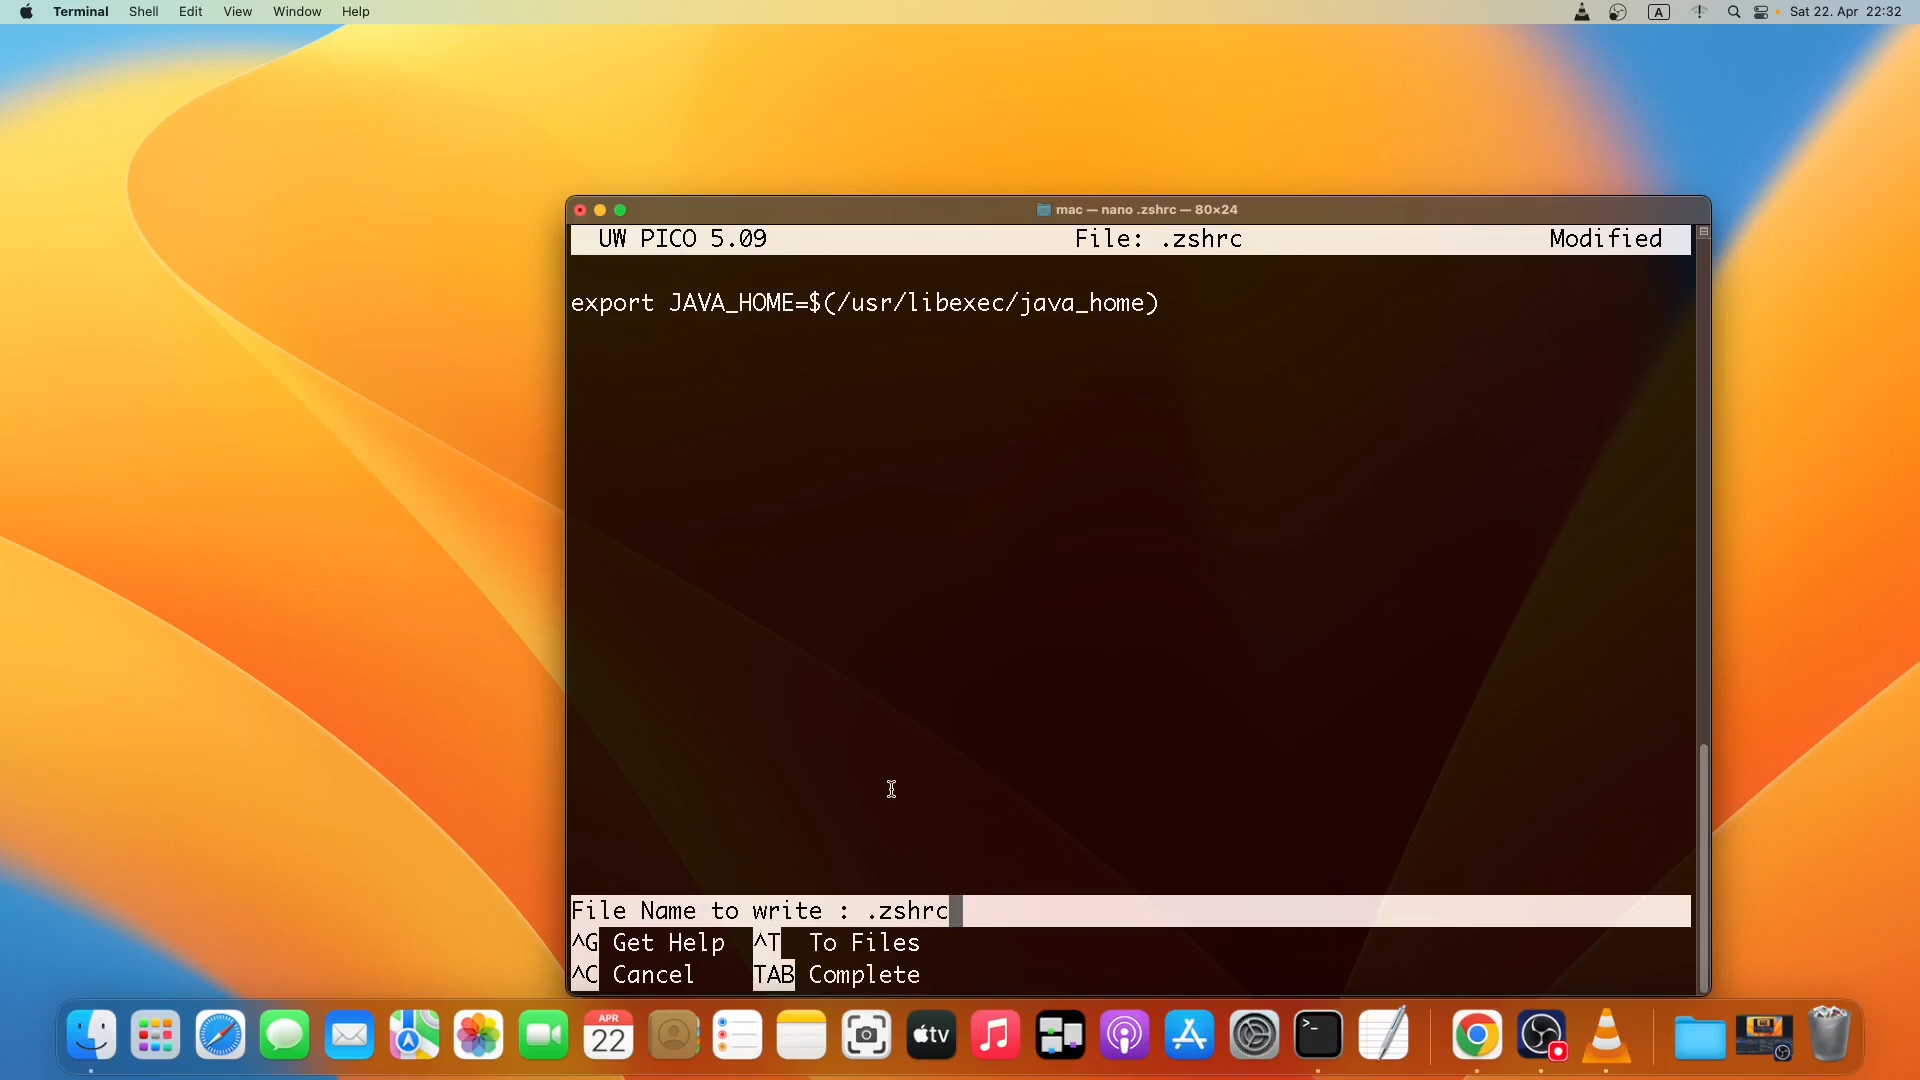 Terminal Shell Edit View Window Help A Sat 22. Apr 22:32
mac — nano .zshrc — 80×24
UW PICO 5.09 File: .zshrc Modified
export JAVA_HOME=$(/usr/libexec/java_home)
File Name to write : .zshrc
^G Get Help ^T To Files
^C Cancel TAB Complete
APR
22
tv
>_